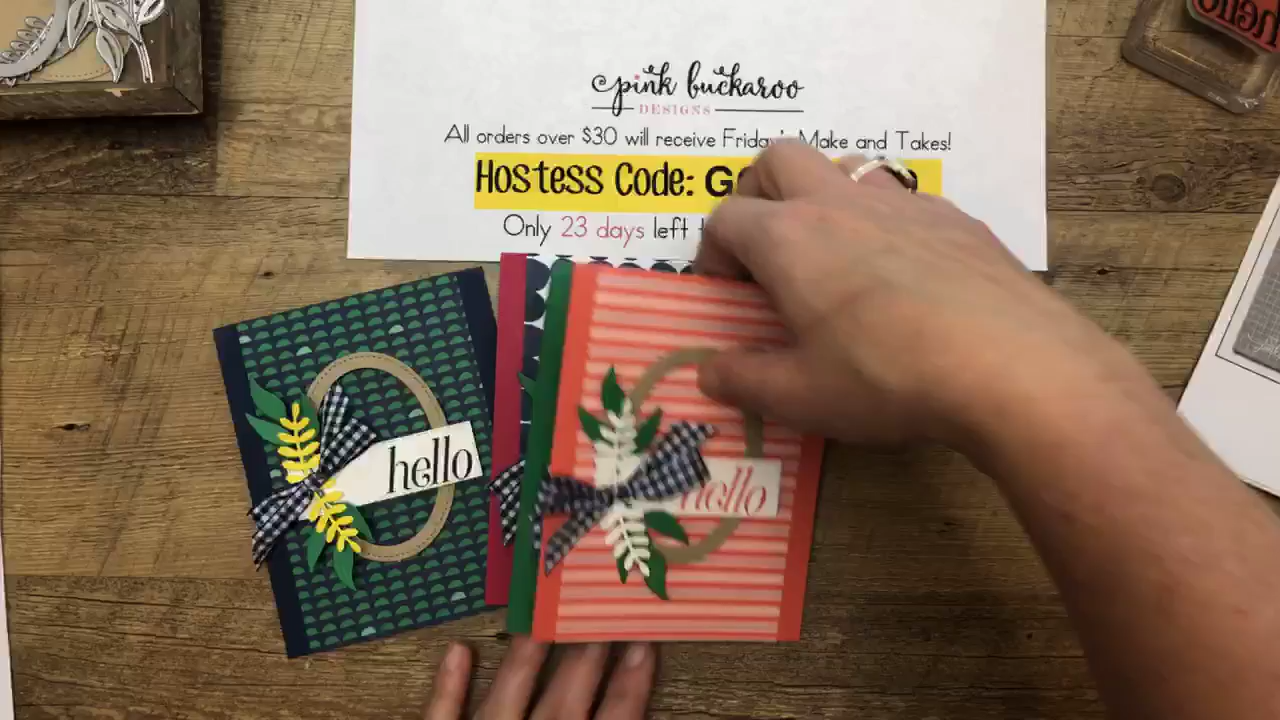 pink buckaroo
DESIGNS
All orders over $30 will receive Friday's Make and Takes!
Hostess Code:
Only 23 days left
hello
hello
hello